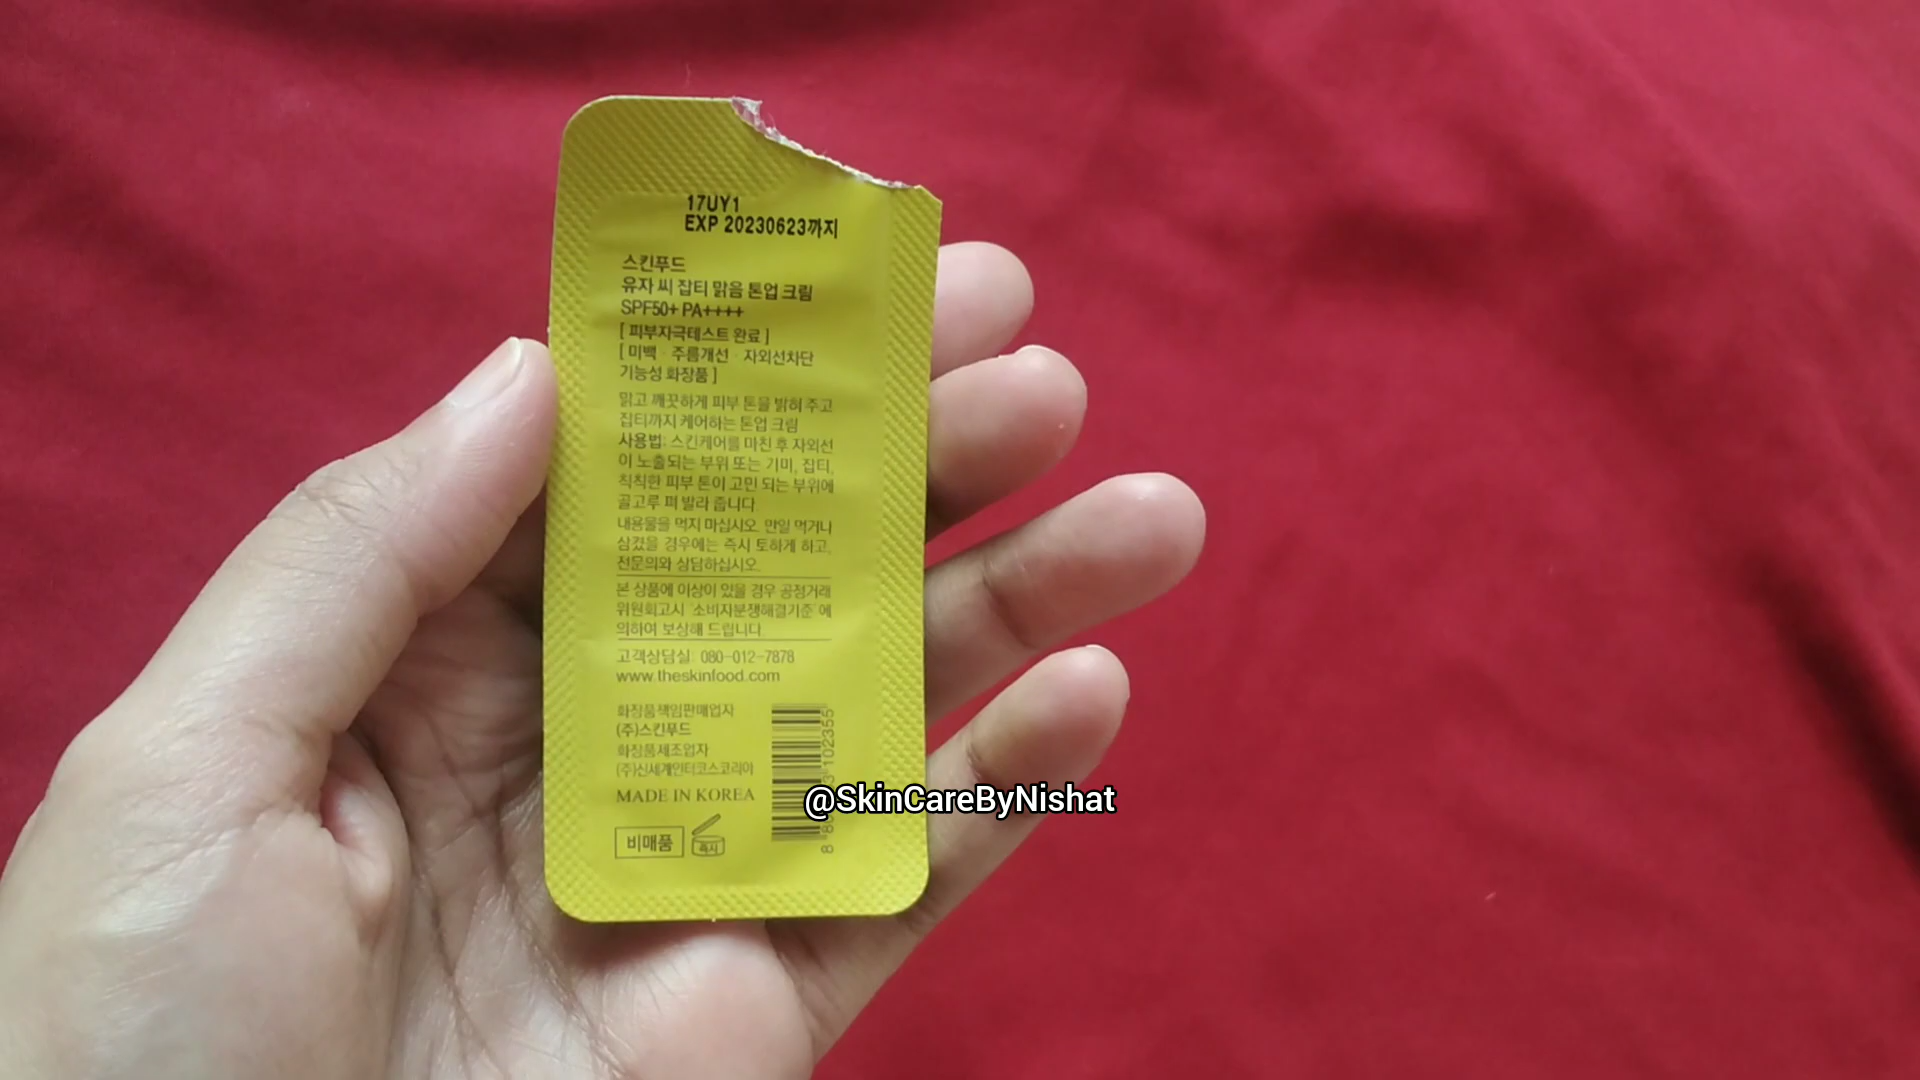 17UY1
EXP 20230623까지
스킨푸드
유자 씨 잡티 맑음 톤업 크림
SPF50+ PA++++
[ 피부자극테스트 완료 ]
[ 미백 · 주름개선 · 자외선차단
기능성 화장품 ]
맑고 깨끗하게 피부 톤을 밝혀 주고
잡티까지 케어하는 톤업 크림
사용법: 스킨케어를 마친 후 자외선
이 노출되는 부위 또는 기미, 잡티,
칙칙한 피부 톤이 고민 되는 부위에
골고루 펴 발라 줍니다
내용물을 먹지 마십시오. 만일 먹거나
삼켰을 경우에는 즉시 토하게 하고,
전문의와 상담하십시오.
본 상품에 이상이 있을 경우 공정거래
위원회고시 '소비자분쟁해결기준' 에
의하여 보상해 드립니다.
고객상담실: 080-012-7878
www.theskinfood.com
화장품책임판매업자
(주)스킨푸드
화장품제조업자
(주)신세계인터코스코리아
MADE IN KOREA
비매품
즉시
@SkinCareByNishat